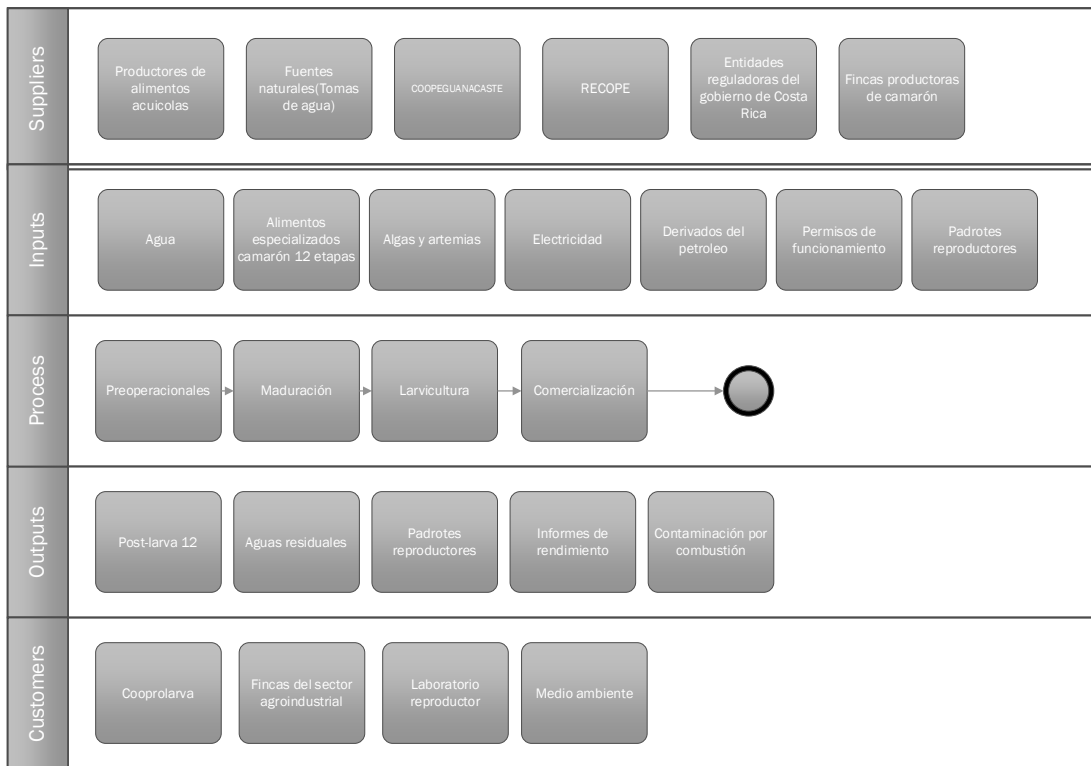 Suppliers
Productores de
alimentos
acuicolas
Fuentes
naturales(Tomas
de agua)
COOPEGUANACASTE
RECOPE
Entidades
reguladoras del
gobierno de Costa
Rica
Fincas productoras
de camarón
Inputs
Agua
Alimentos
especializados
camarón 12 etapas
Algas y artemias
Electricidad
Derivados del
petroleo
Permisos de
funcionamiento
Padrotes
reproductores
Process
Preoperacionales
Maduración
Larvicultura
Comercialización
Outputs
Post-larva 12
Aguas residuales
Padrotes
reproductores
Informes de
rendimiento
Contaminación por
combustión
Customers
Cooprolarva
Fincas del sector
agroindustrial
Laboratorio
reproductor
Medio ambiente